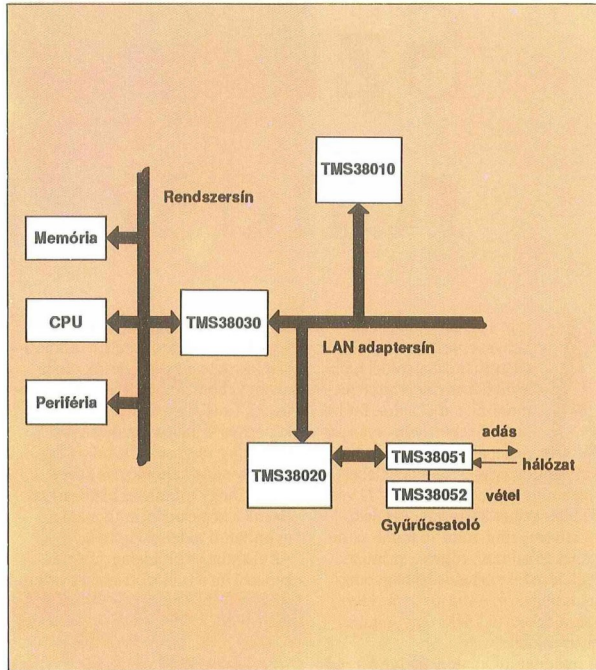 TMS38010
Rendszersín
Memória
CPU
TMS38030
LAN adaptersín
Periféria
adás
TMS38020
TMS38051
hálózat
TMS38052
vétel
Gyűrűcsatoló